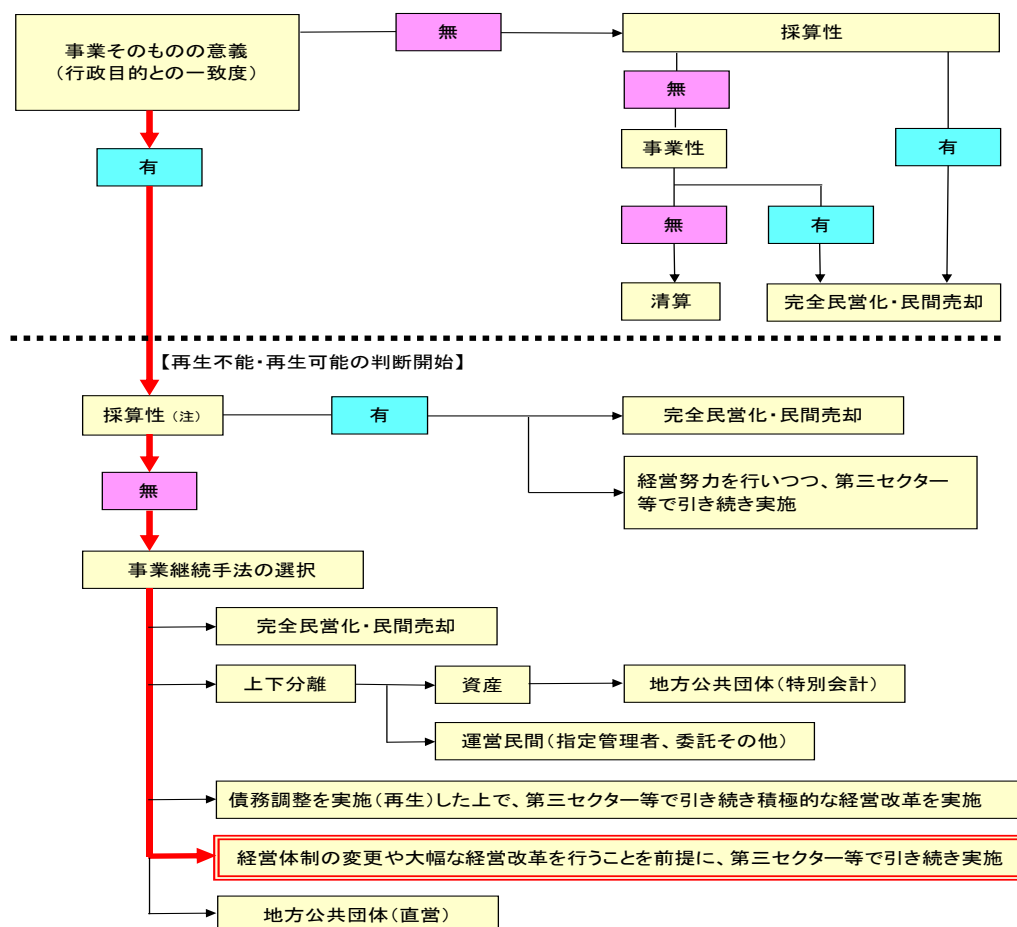 事業そのものの意義
(行政目的との一致度)
無
採算性
無
有
事業性
有
無
有
清算
完全民営化・民間売却
【再生不能・再生可能の判断開始】
採算性(注)
有
完全民営化・民間売却
無
経営努力を行いつつ、第三セクター
等で引き続き実施
事業継続手法の選択
完全民営化・民間売却
上下分離
資産
地方公共団体(特別会計)
運営民間(指定管理者、委託その他)
債務調整を実施(再生)した上で、第三セクター等で引き続き積極的な経営改革を実施
経営体制の変更や大幅な経営改革を行うことを前提に、第三セクター等で引き続き実施
地方公共団体(直営)